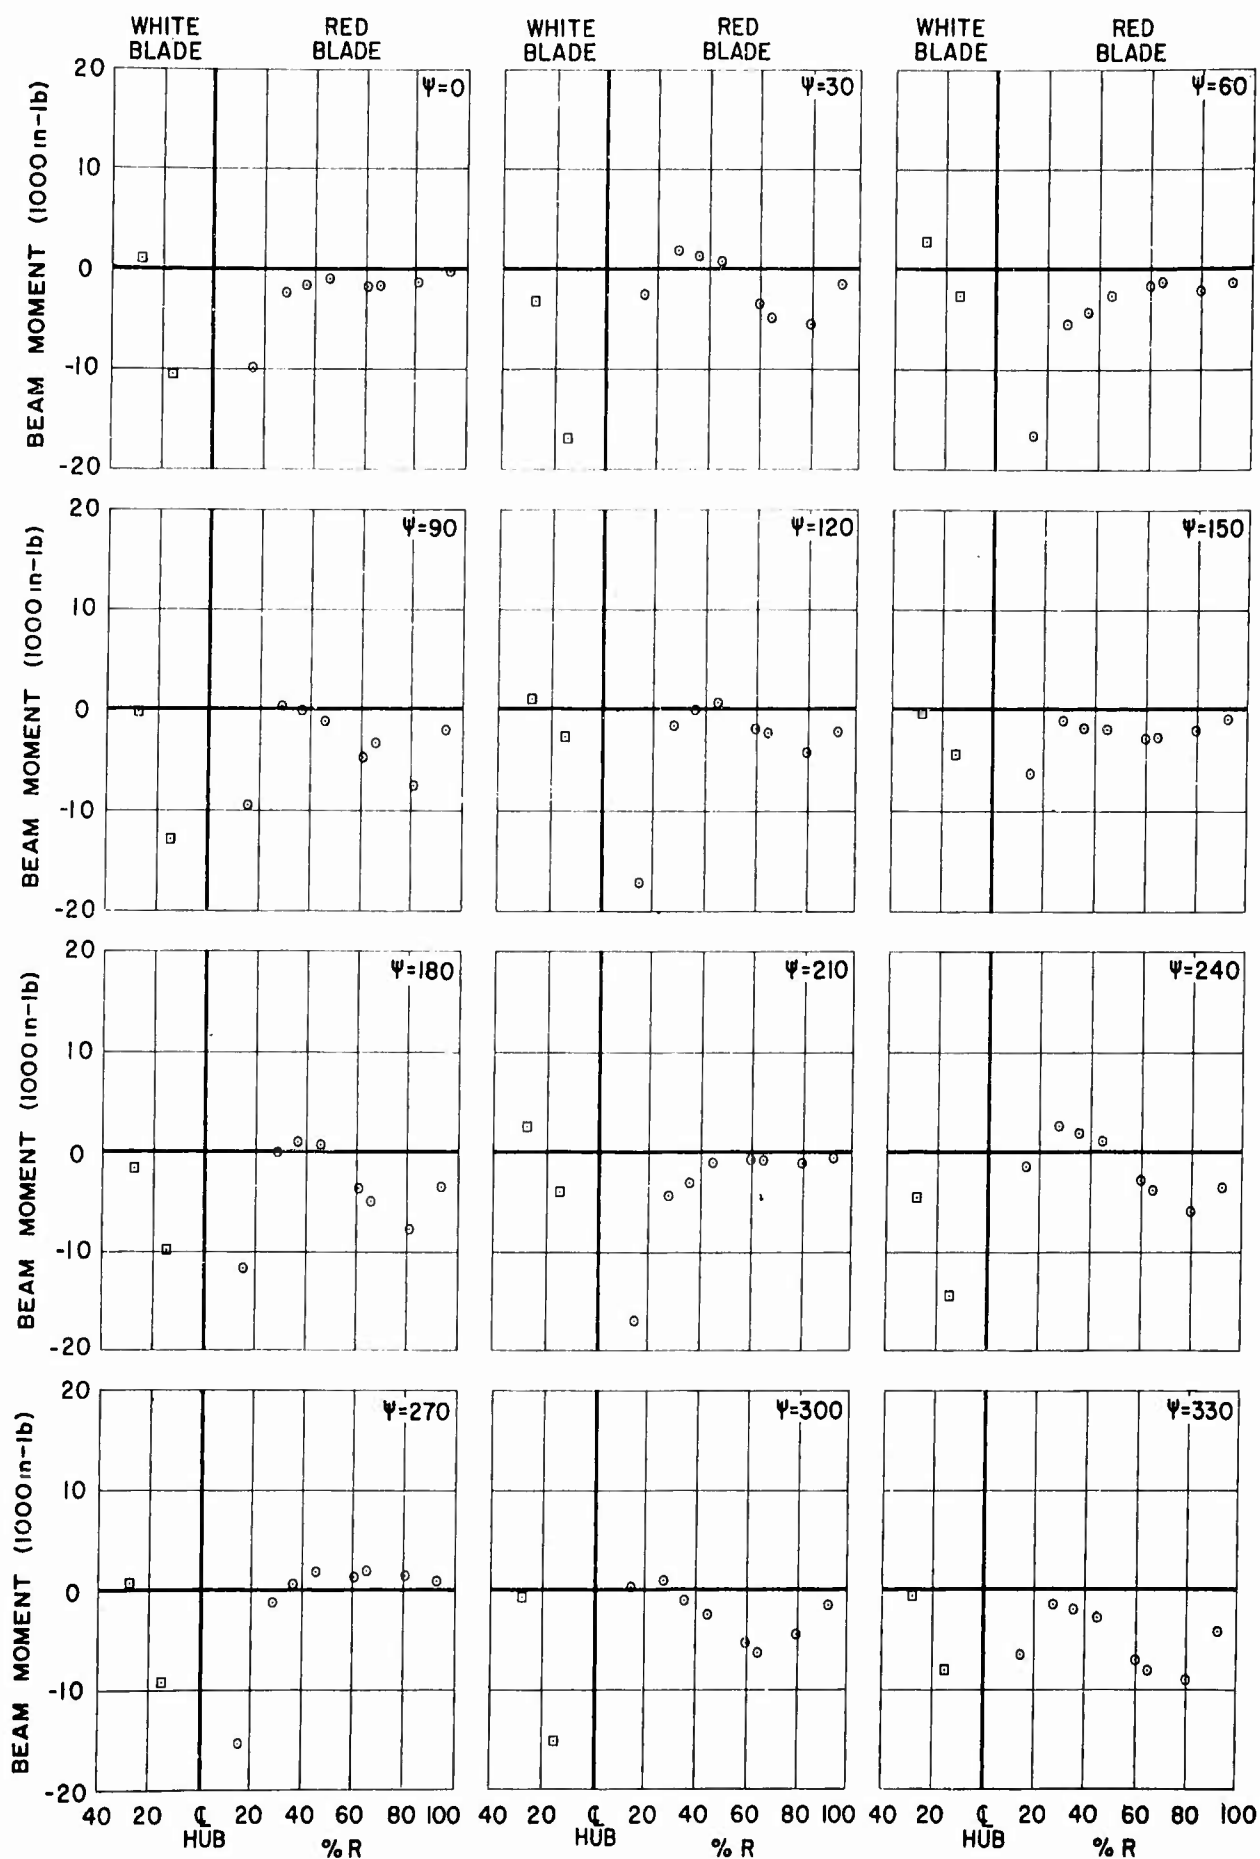 WHITE BLADE RED BLADE WHITE BLADE RED BLADE WHITE BLADE RED BLADE
BEAM MOMENT (1000 in-lb)
20
10
0
-10
-20
Ψ=0
Ψ=30
Ψ=60
BEAM MOMENT (1000 in-lb)
20
10
0
-10
-20
Ψ=90
Ψ=120
Ψ=150
BEAM MOMENT (1000 in-lb)
20
10
0
-10
-20
Ψ=180
Ψ=210
Ψ=240
BEAM MOMENT (1000 in-lb)
20
10
0
-10
-20
Ψ=270
Ψ=300
Ψ=330
40 20 ℄ 20 40 60 80 100 40 20 ℄ 20 40 60 80 100 40 20 ℄ 20 40 60 80 100
HUB % R HUB % R HUB % R